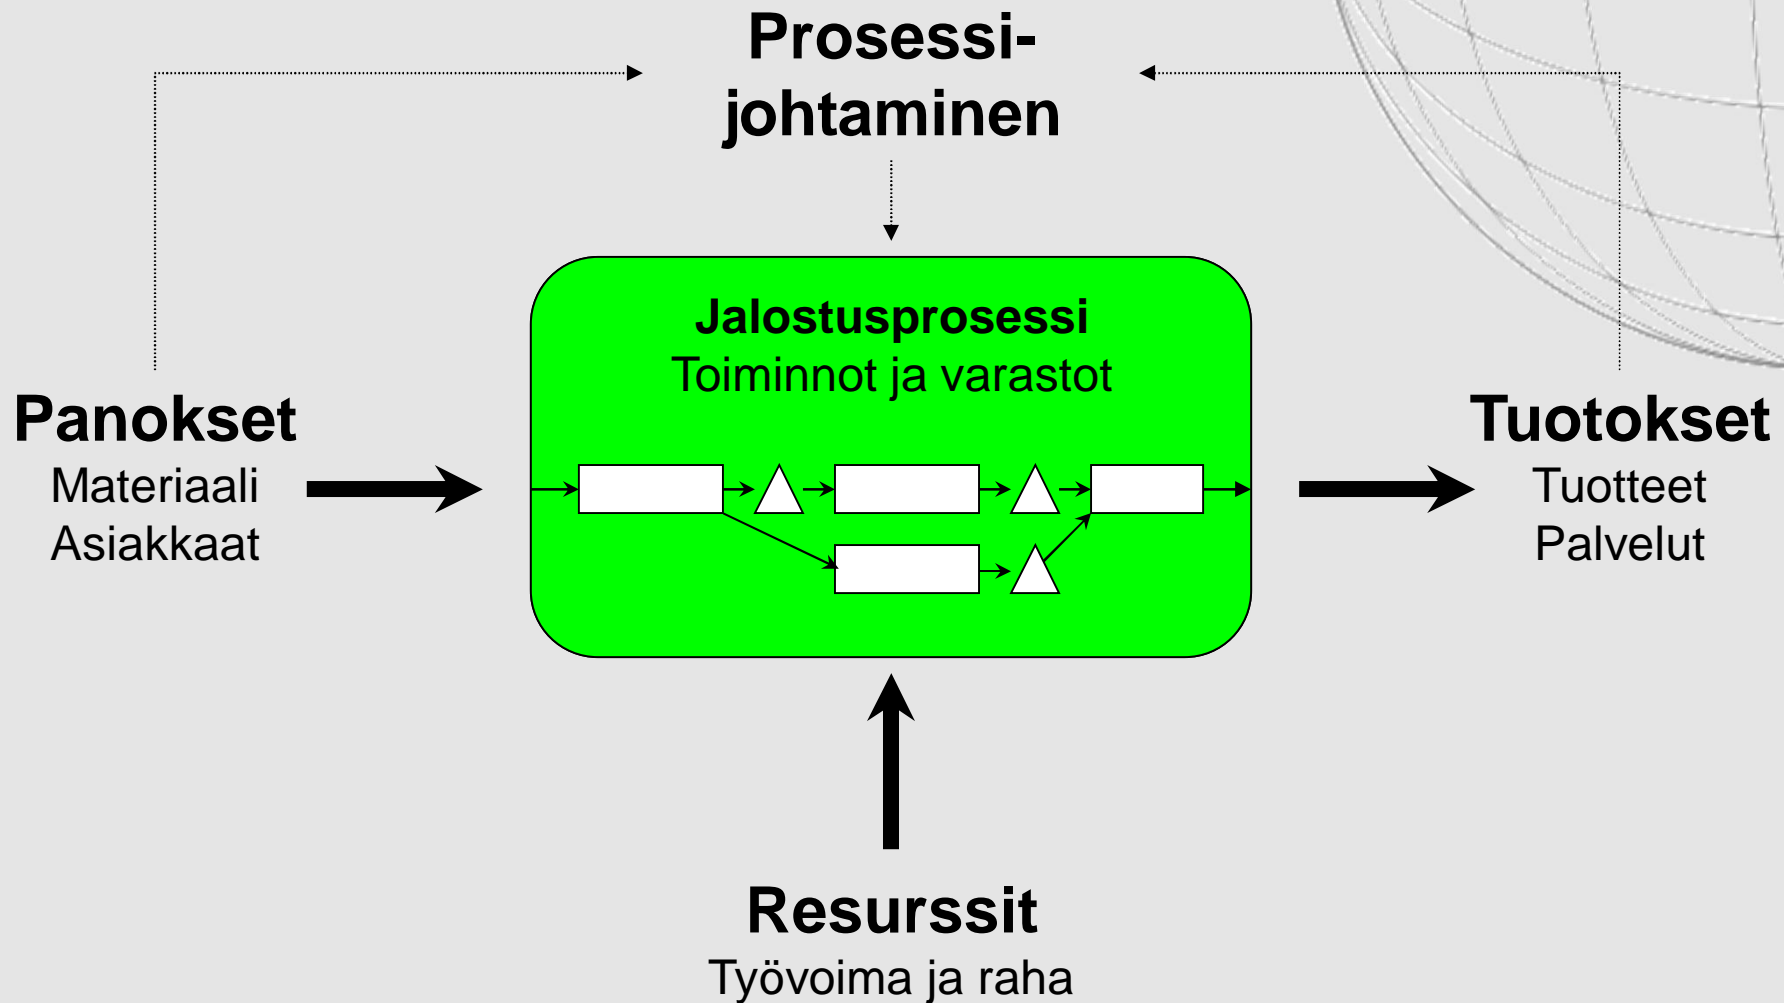 Prosessi-
johtaminen
Jalostusprosessi
Toiminnot ja varastot
Panokset
Materiaali
Asiakkaat
Tuotokset
Tuotteet
Palvelut
Resurssit
Työvoima ja raha